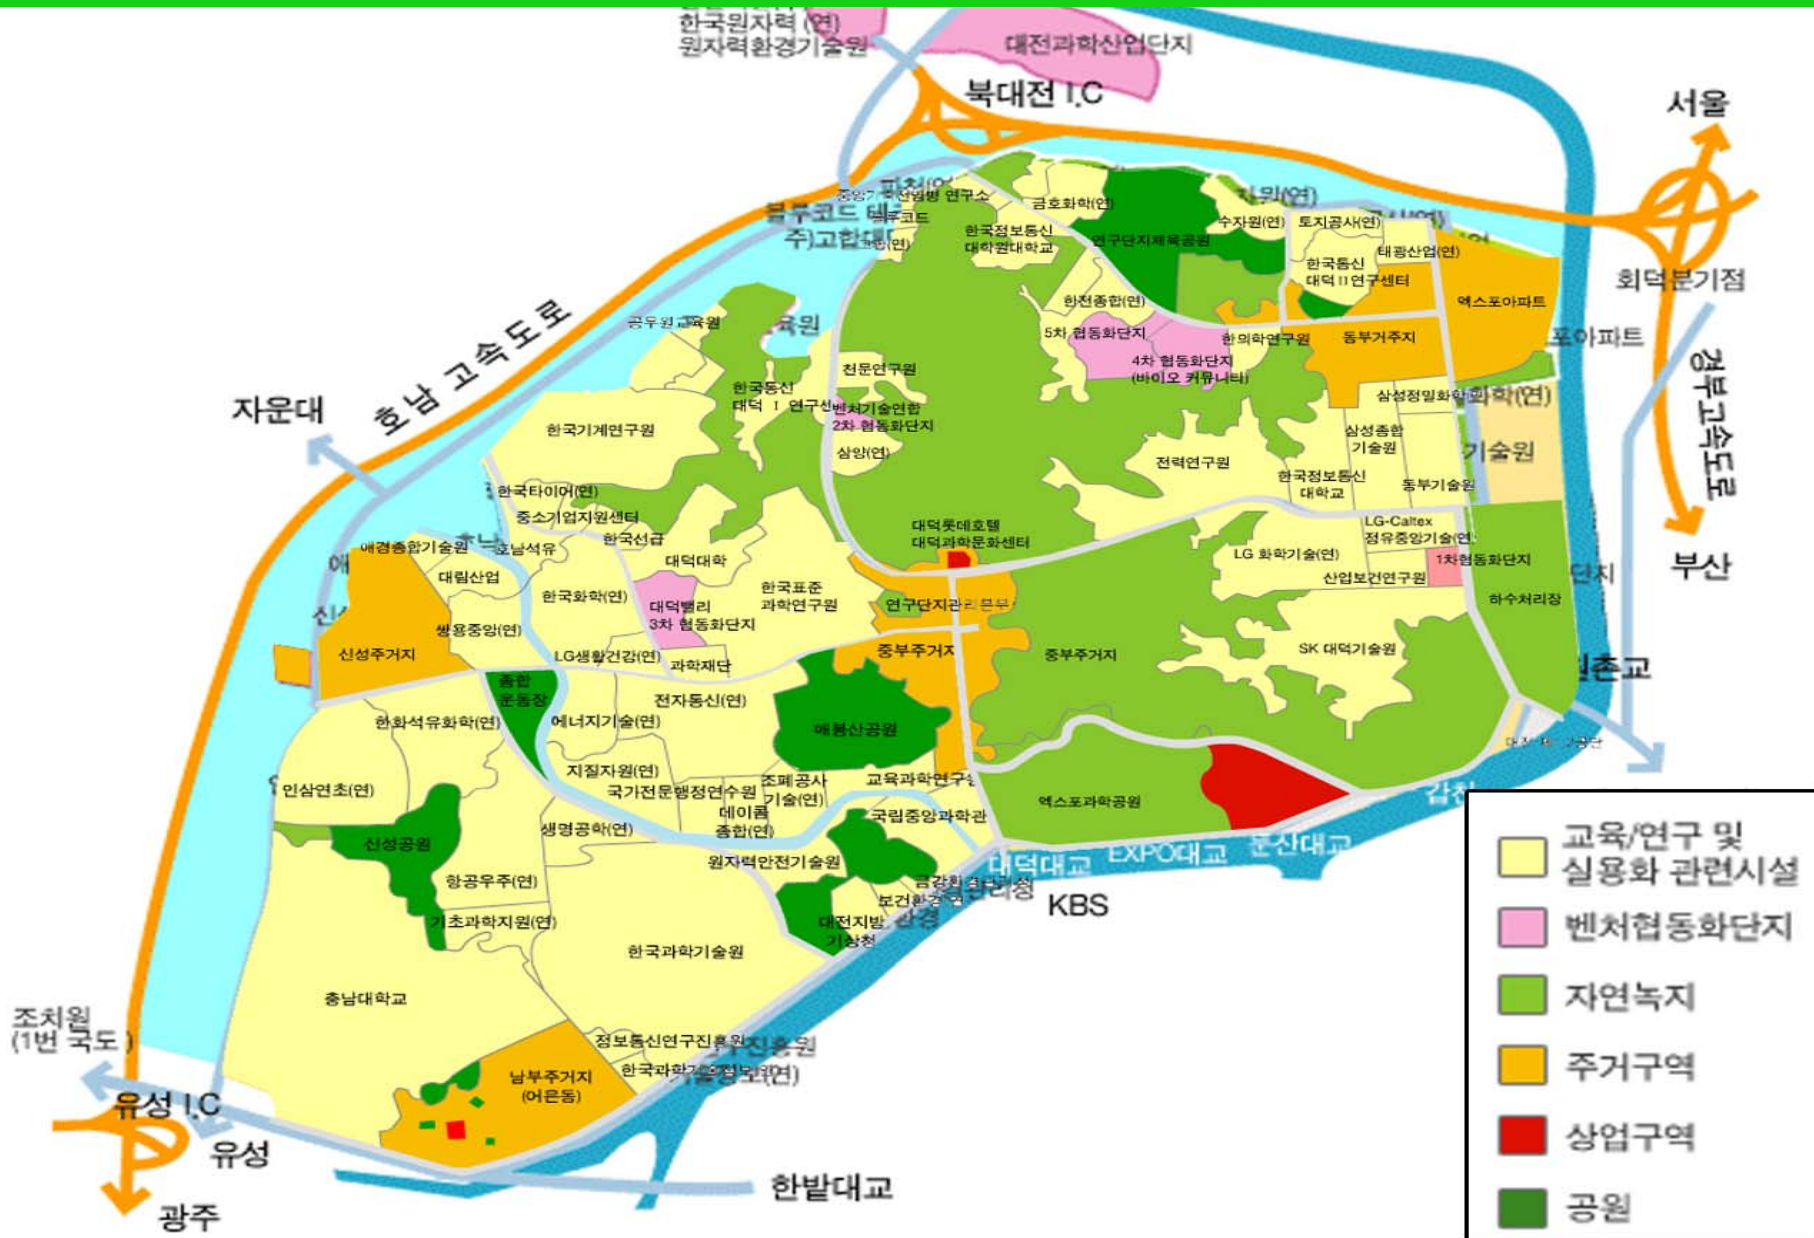 한국원자력 (연)
원자력환경기술원
대전과학산업단지
북대전 I.C
서울
금호화학(연)
수자원(연)
토지공사(연)
한국정보통신
대학원대학교
연구단지체육공원
태광산업(연)
한국통신
대덕II연구센터
회덕분기점
엑스포아파트
한전종합(연)
공무원교육원
5차 협동화단지
한의학연구원
동부거주지
4차 협동화단지
(바이오 커뮤니타)
호남 고속도로
경부고속도로
천문연구원
한국통신
대덕 I 연구센
벤처기술연합
2차 협동화단지
자운대
삼성정밀화학
화학(연)
한국기계연구원
삼성종합
기술원
기술원
삼양(연)
전력연구원
한국정보통신
대학교
동부기술원
한국타이어(연)
중소기업지원센터
대덕롯데호텔
대덕과학문화센터
LG-Caltex
정유중앙기술(연)
한국선급
애경종합기술원
호남석유
대덕대학
LG 화학기술(연)
1차협동화단지
부산
대림산업
산업보건연구원
한국화학(연)
한국표준
과학연구원
대덕밸리
3차 협동화단지
연구단지관리본부
하수처리장
단지
쌍용중앙(연)
신성주거지
LG생활건강(연)
과학재단
중부주거지
중부주거지
SK 대덕기술원
원촌교
종합
운동장
전자통신(연)
한화석유화학(연)
에너지기술(연)
매봉산공원
지질자원(연)
인삼연초(연)
국가전문행정연수원
조폐공사
기술(연)
교육과학연구원
엑스포과학공원
갑천
데이콤
종합(연)
국립중앙과학관
생명공학(연)
신성공원
원자력안전기술원
대덕대교
EXPO대교
둔산대교
항공우주(연)
KBS
기초과학지원(연)
대전지방
기상청
환경
한국과학기술원
충남대학교
조치원
(1번 국도 )
정보통신연구진흥원
남부주거지
(어은동)
유성 I.C
유성
한밭대교
광주
교육/연구 및
실용화 관련시설
벤처협동화단지
자연녹지
주거구역
상업구역
공원